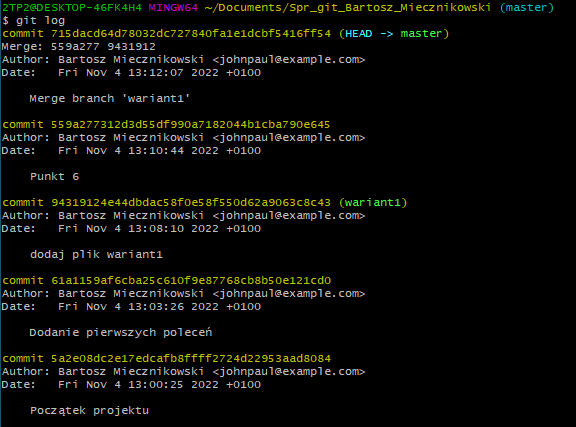 2TP2@DESKTOP-4GFK4H4 MINGW64 ~/Documents/Spr_git_Bartosz_Miecznikowski (master)
$ git log
commit 715dacd64d78032dc727840fa1e1dcbf5416ff54 (HEAD -> master)
Merge: 559a277 9431912
Author: Bartosz Miecznikowski <johnpaul@example.com>
Date:   Fri Nov 4 13:12:07 2022 +0100

    Merge branch 'wariant1'

commit 559a277312d3d55df990a7182044b1cba790e645
Author: Bartosz Miecznikowski <johnpaul@example.com>
Date:   Fri Nov 4 13:10:44 2022 +0100

    Punkt 6

commit 94319124e44dbdac58f0e58f550d62a9063c8c43 (wariant1)
Author: Bartosz Miecznikowski <johnpaul@example.com>
Date:   Fri Nov 4 13:08:10 2022 +0100

    dodaj plik wariant1

commit 61a1159af6cba25c610f9e87768cb8b50e121cd0
Author: Bartosz Miecznikowski <johnpaul@example.com>
Date:   Fri Nov 4 13:03:26 2022 +0100

    Dodanie pierwszych poleceń

commit 5a2e08dc2e17edcafb8ffff2724d22953aad8084
Author: Bartosz Miecznikowski <johnpaul@example.com>
Date:   Fri Nov 4 13:00:25 2022 +0100

    Początek projektu